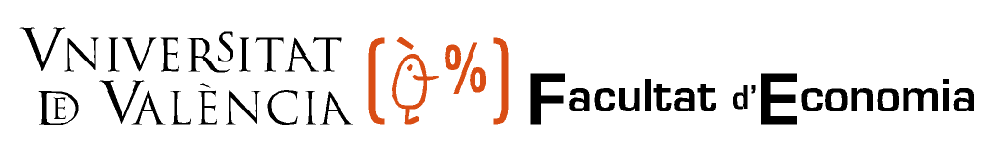 VNIVERSITAT
DE VALÈNCIA
[ò%] Facultat d'Economia